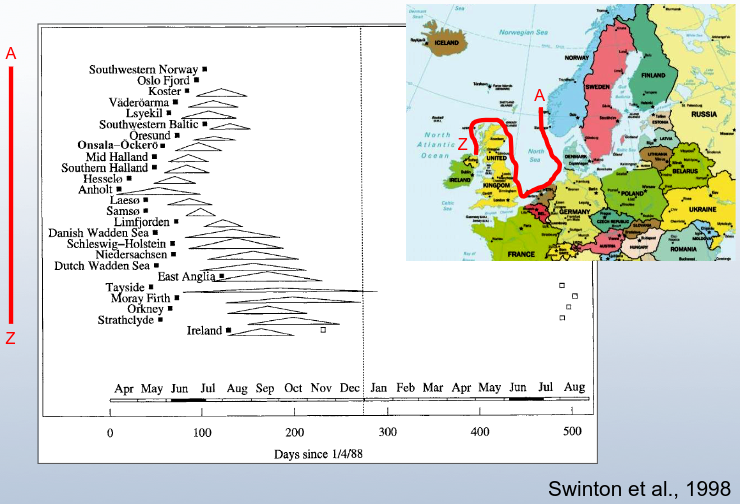 A
Z
Southwestern Norway
Oslo Fjord
Koster
Väderöarma
Lsyekil
Southwestern Baltic
Öresund
Onsala–Öckerö
Mid Halland
Southern Halland
Hesselø
Anholt
Laesø
Samsø
Limfjorden
Danish Wadden Sea
Schleswig–Holstein
Niedersachsen
Dutch Wadden Sea
East Anglia
Tayside
Moray Firth
Orkney
Strathclyde
Ireland
Apr May Jun Jul Aug Sep Oct Nov Dec Jan Feb Mar Apr May Jun Jul Aug
0 100 200 300 400 500
Days since 1/4/88
Norwegian Sea
ICELAND
NORWAY
SWEDEN
FINLAND
RUSSIA
A
Z
North
Atlantic
Ocean
North
Sea
UNITED
KINGDOM
IRELAND
DENMARK
ESTONIA
LATVIA
LITHUANIA
BELARUS
POLAND
GERMANY
UKRAINE
CZECH REPUBLIC
SLOVAKIA
AUSTRIA
HUNGARY
MOLDOVA
ROMANIA
FRANCE
Celtic
Sea
Swinton et al., 1998